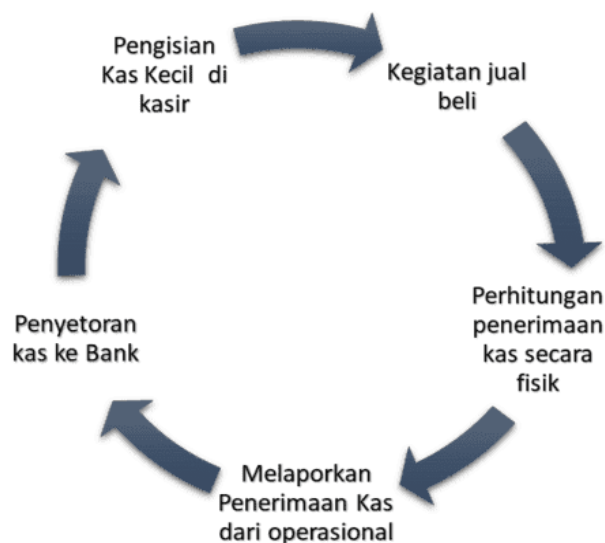 Pengisian
Kas Kecil di
kasir
Kegiatan jual
beli
Perhitungan
penerimaan
kas secara
fisik
Melaporkan
Penerimaan Kas
dari operasional
Penyetoran
kas ke Bank